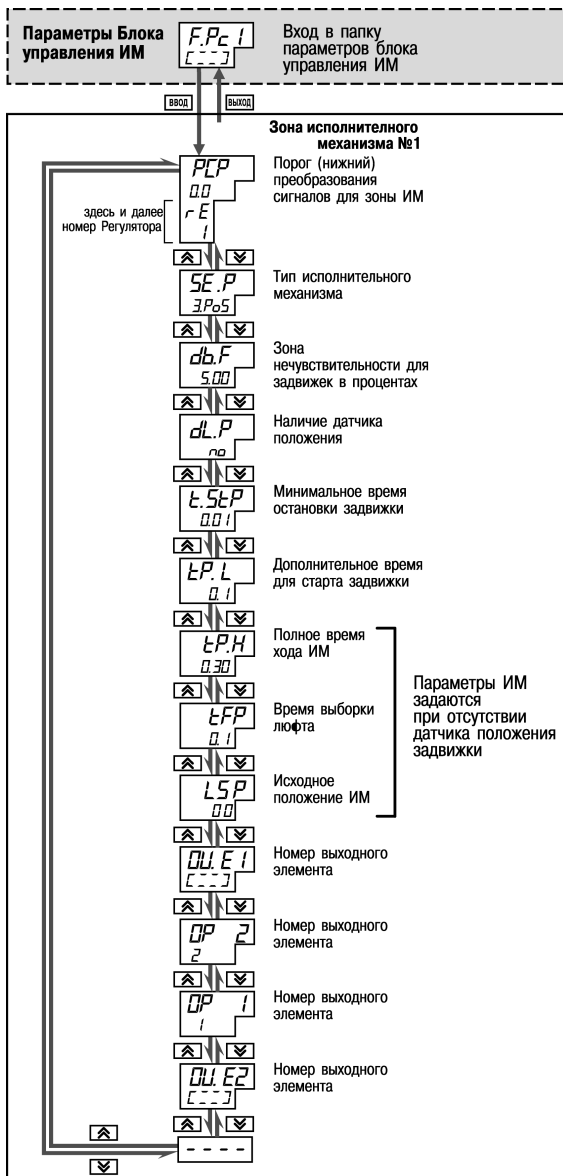 Параметры Блока
управления ИМ
F.Pc 1
[- - -]
Вход в папку
параметров блока
управления ИМ
ВВОД
ВЫХОД
Зона исполнителного
механизма №1
PCP
0.0
Порог (нижний)
преобразования
сигналов для зоны ИМ
здесь и далее
номер Регулятора
rE
1
SE.P
3.PoS
Тип исполнительного
механизма
db.F
5.00
Зона
нечувствительности для
задвижек в процентах
dL.P
no
Наличие датчика
положения
t.StP
0.01
Минимальное время
остановки задвижки
tP.L
0.1
Дополнительное время
для старта задвижки
tP.H
0.30
Полное время
хода ИМ
tFP
0.1
Время выборки
люфта
LSP
00
Исходное
положение ИМ
Параметры ИМ
задаются
при отсутствии
датчика положения
задвижки
OU.E1
[- - -]
Номер выходного
элемента
OP 2
2
Номер выходного
элемента
OP 1
1
Номер выходного
элемента
OU.E2
[- - -]
Номер выходного
элемента
- - - -